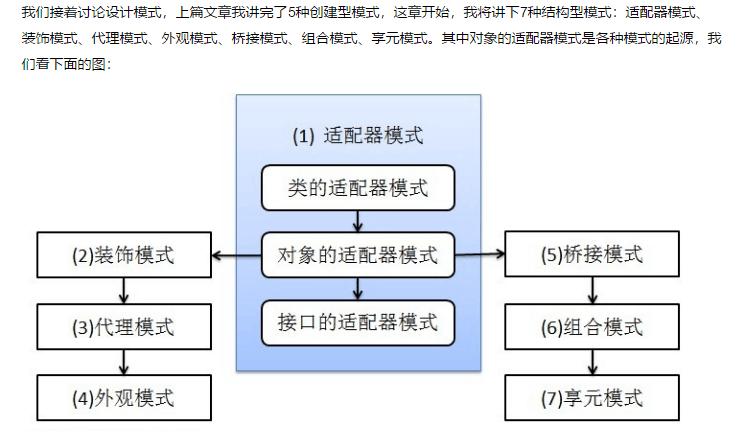 我们接着讨论设计模式，上篇文章我讲完了5种创建型模式，这章开始，我将讲下7种结构型模式：适配器模式、
装饰模式、代理模式、外观模式、桥接模式、组合模式、享元模式。其中对象的适配器模式是各种模式的起源，我
们看下面的图：
(1) 适配器模式
类的适配器模式
(2)装饰模式
对象的适配器模式
(5)桥接模式
(3)代理模式
接口的适配器模式
(6)组合模式
(4)外观模式
(7)享元模式